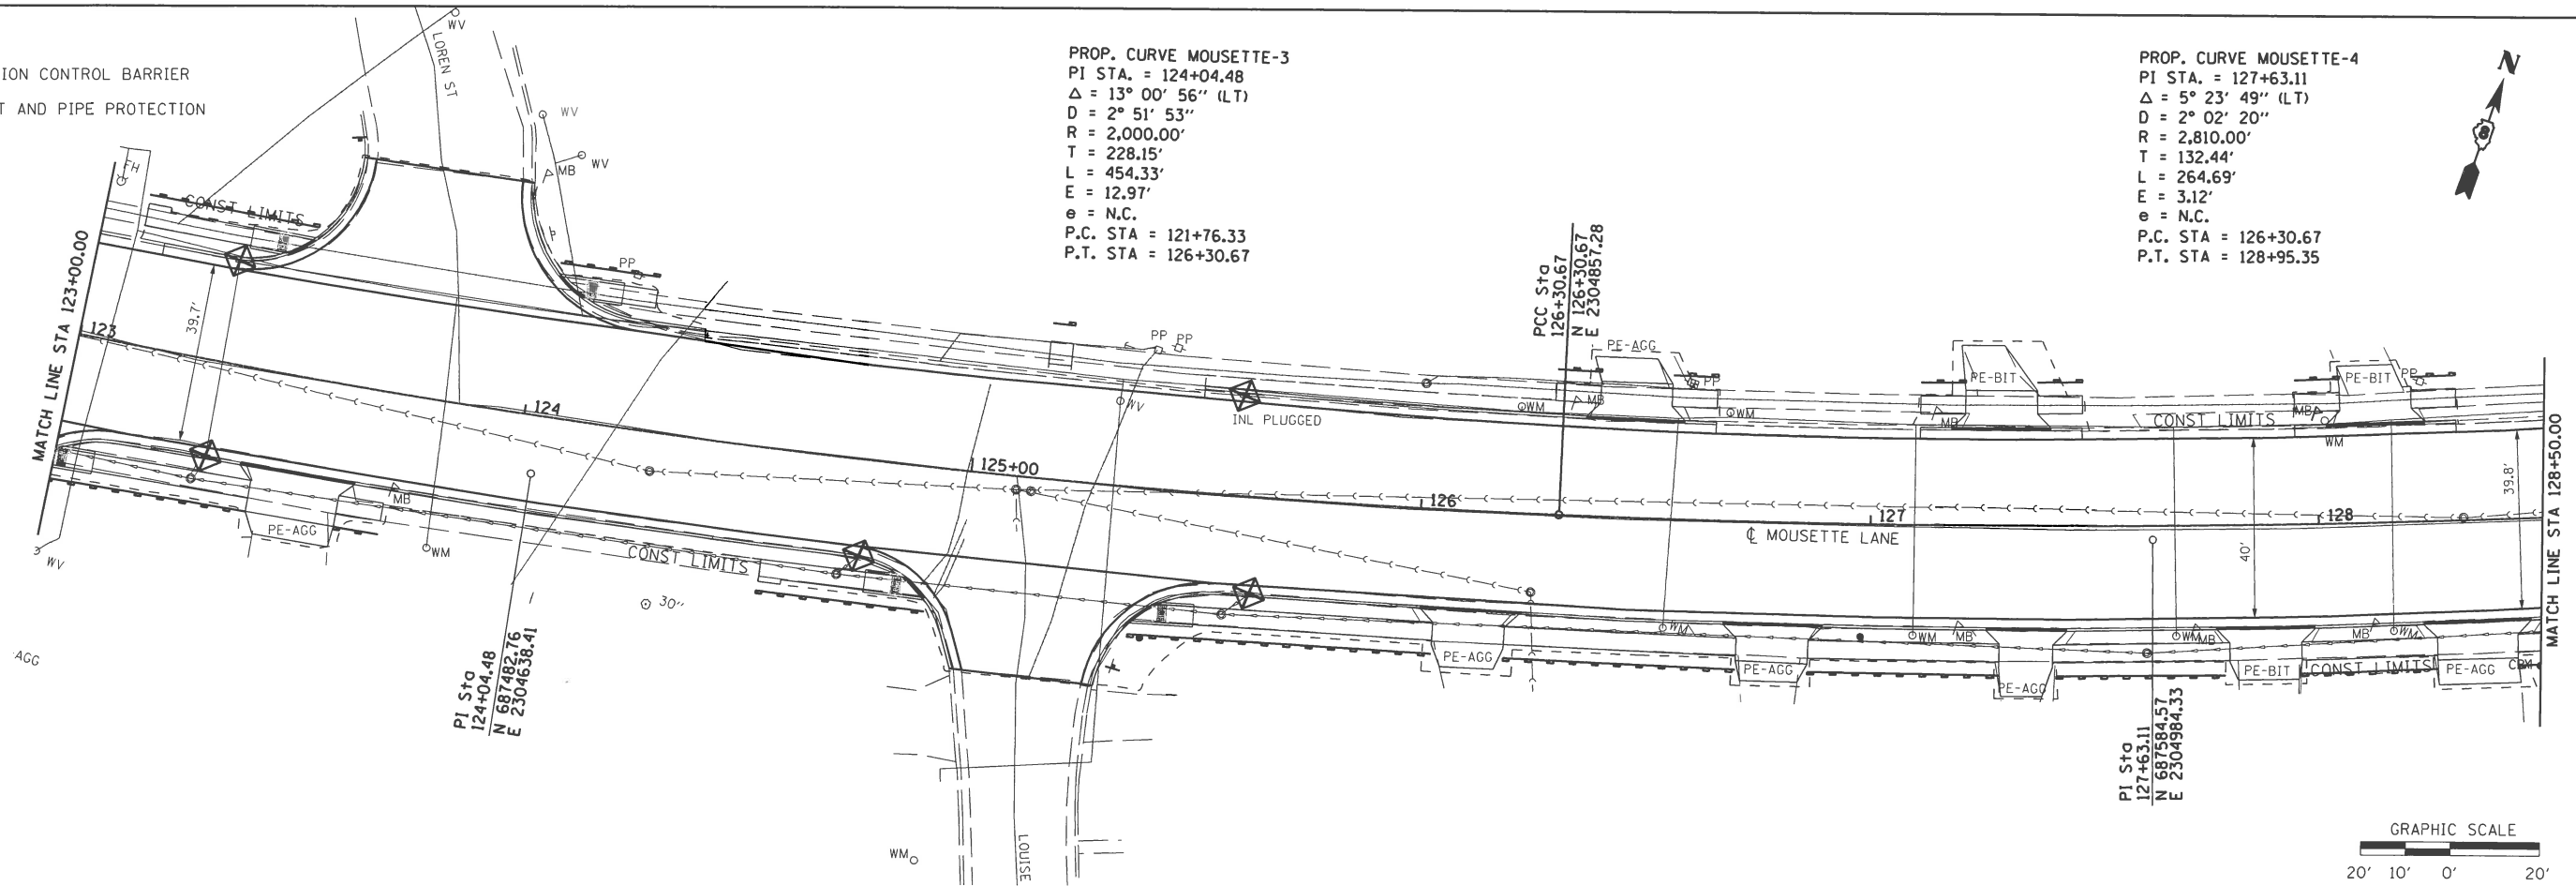 ION CONTROL BARRIER
T AND PIPE PROTECTION
PROP. CURVE MOUSETTE-3
PI STA. = 124+04.48
Δ = 13° 00' 56" (LT)
D = 2° 51' 53"
R = 2,000.00'
T = 228.15'
L = 454.33'
E = 12.97'
e = N.C.
P.C. STA = 121+76.33
P.T. STA = 126+30.67
PROP. CURVE MOUSETTE-4
PI STA. = 127+63.11
Δ = 5° 23' 49" (LT)
D = 2° 02' 20"
R = 2,810.00'
T = 132.44'
L = 264.69'
E = 3.12'
e = N.C.
P.C. STA = 126+30.67
P.T. STA = 128+95.35
N
8
WV
LOREN ST
WV
WV
MB
FH
CONST LIMITS
PP
MATCH LINE STA 123+00.00
39.7'
123
124
125+00
126
127
128
PP PP
WV
INL PLUGGED
PCC Sta
126+30.67
N 126+30.67
E 2304857.28
PE-AGG
MB
WM
PP
WM
PE-BIT
MB
CONST LIMITS
PE-BIT
PP
MB
WM
39.8'
40'
℄ MOUSETTE LANE
MATCH LINE STA 128+50.00
WV
PE-AGG
MB
WM
CONST LIMITS
30"
AGG
PI Sta
124+04.48
N 687482.76
E 2304638.41
PE-AGG
WM
PE-AGG
WM
MB
PE-AGG
WM
MB
PE-BIT
MB
WM
CONST LIMITS
PE-AGG
PI Sta
127+63.11
N 687584.57
E 2304984.33
WM
LOUISE
GRAPHIC SCALE
20' 10' 0' 20'